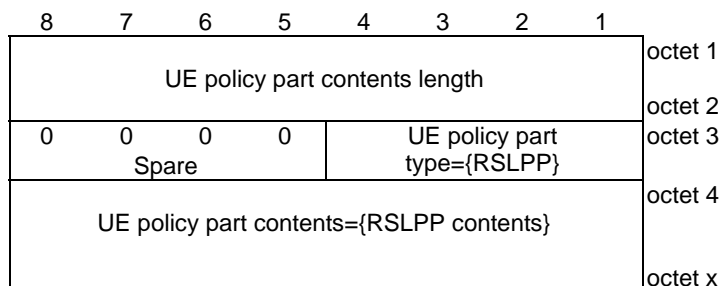 8 7 6 5 4 3 2 1
UE policy part contents length
octet 1
octet 2
0 0 0 0
Spare
UE policy part
type={RSLPP}
octet 3
UE policy part contents={RSLPP contents}
octet 4
octet x